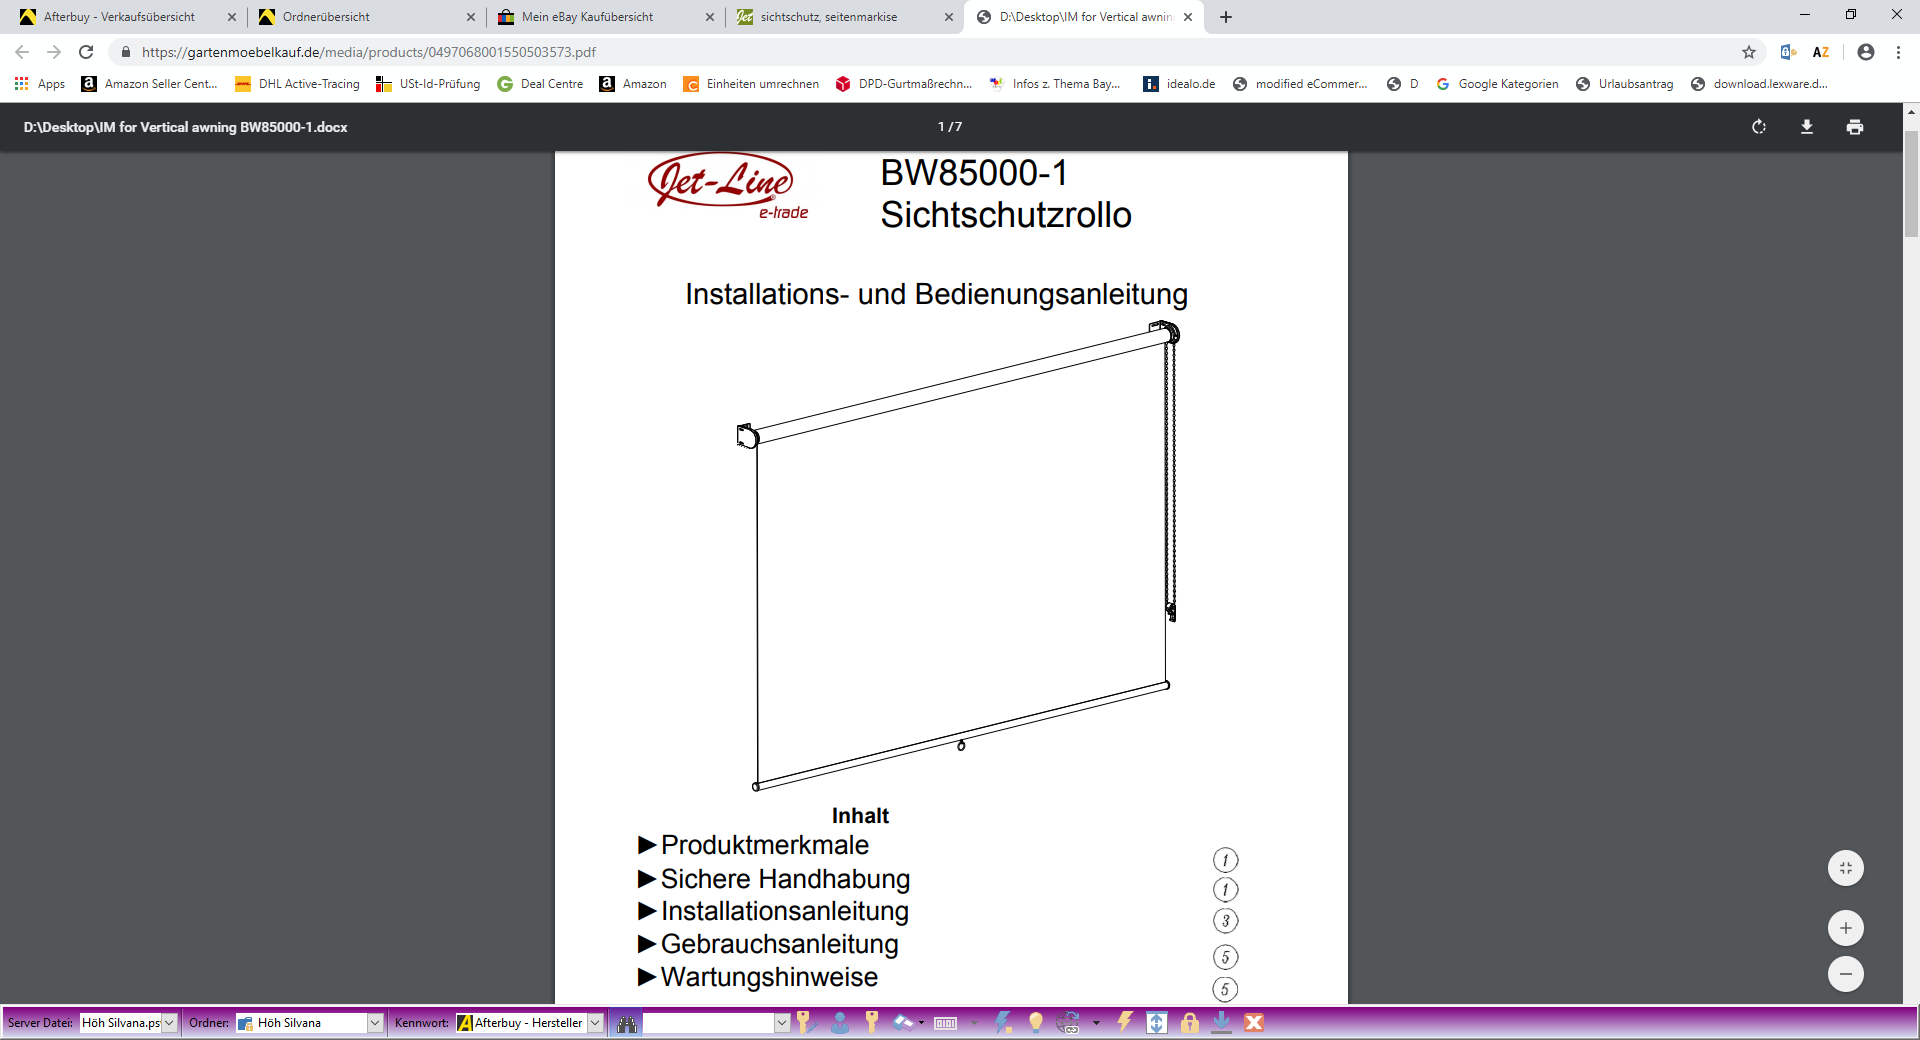 Afterbuy - Verkaufsübersicht
Ordnerübersicht
Mein eBay Kaufübersicht
sichtschutz, seitenmarkise
D:\Desktop\IM for Vertical awnin
https://gartenmoebelkauf.de/media/products/0497068001550503573.pdf
AZ
Apps
Amazon Seller Cent...
DHL Active-Tracing
USt-Id-Prüfung
Deal Centre
Amazon
Einheiten umrechnen
DPD-Gurtmaßrechn...
Infos z. Thema Bay...
idealo.de
modified eCommer...
D
Google Kategorien
Urlaubsantrag
download.lexware.d...
D:\Desktop\IM for Vertical awning BW85000-1.docx
1 / 7
Jet-Line
e-trade
BW85000-1
Sichtschutzrollo
Installations- und Bedienungsanleitung
Inhalt
►Produktmerkmale 1
►Sichere Handhabung 1
►Installationsanleitung 3
►Gebrauchsanleitung 5
►Wartungshinweise 5
Server Datei: Höh Silvana.ps Ordner: Höh Silvana Kennwort: Afterbuy - Hersteller